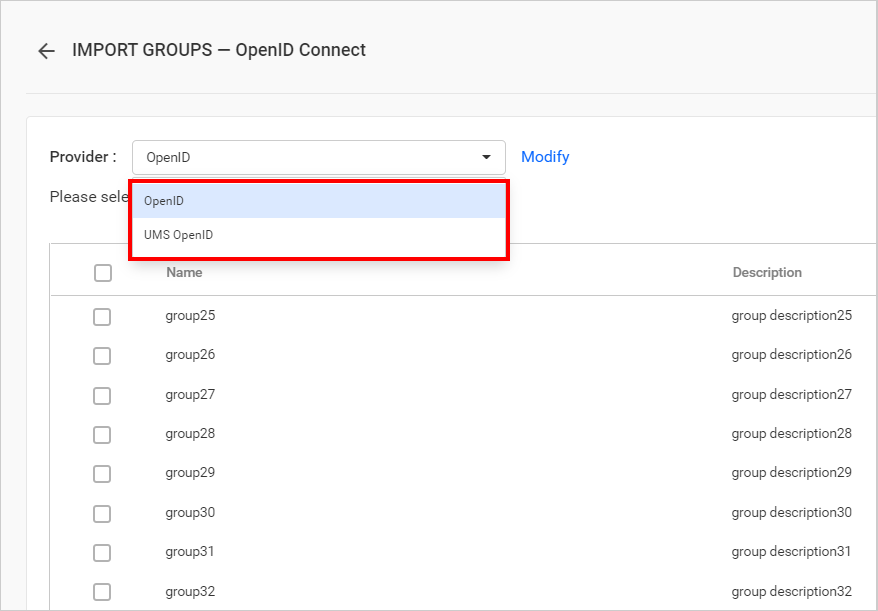 IMPORT GROUPS — OpenID Connect
Provider : OpenID Modify
Please sele
OpenID
UMS OpenID
Name Description
group25 group description25
group26 group description26
group27 group description27
group28 group description28
group29 group description29
group30 group description30
group31 group description31
group32 group description32